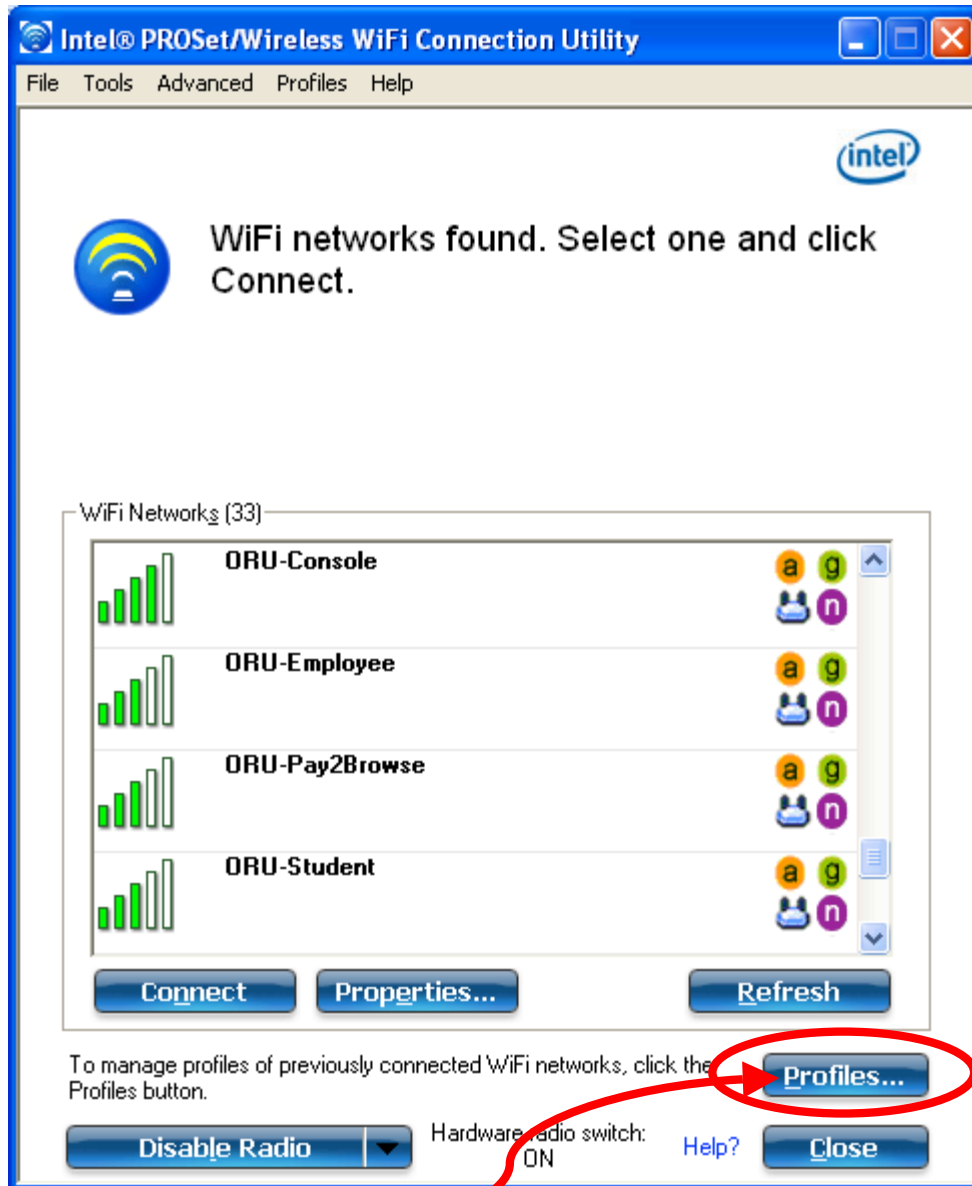 Intel® PROSet/Wireless WiFi Connection Utility
File Tools Advanced Profiles Help
intel
WiFi networks found. Select one and click
Connect.
WiFi Networks (33)
ORU-Console
a g
n
ORU-Employee
a g
n
ORU-Pay2Browse
a g
n
ORU-Student
a g
n
Connect Properties... Refresh
To manage profiles of previously connected WiFi networks, click the
Profiles button.
Profiles...
Disable Radio
Hardware radio switch:
ON
Help?
Close